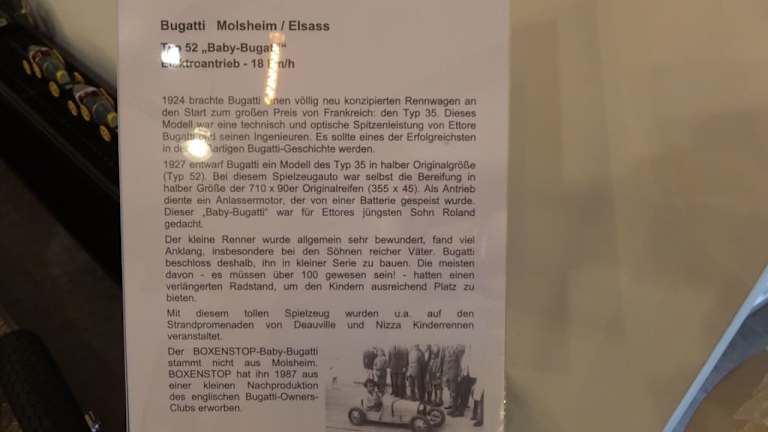 Bugatti Molsheim / Elsass
Typ 52 „Baby-Bugatti“
Elektroantrieb - 18 km/h
1924 brachte Bugatti einen völlig neu konzipierten Rennwagen an
den Start zum großen Preis von Frankreich: den Typ 35. Dieses
Modell war eine technisch und optische Spitzenleistung von Ettore
Bugatti und seinen Ingenieuren. Es sollte eines der Erfolgreichsten
in der artigen Bugatti-Geschichte werden.
1927 entwarf Bugatti ein Modell des Typ 35 in halber Originalgröße
(Typ 52). Bei diesem Spielzeugauto war selbst die Bereifung in
halber Größe der 710 x 90er Originalreifen (355 x 45). Als Antrieb
diente ein Anlassermotor, der von einer Batterie gespeist wurde.
Dieser „Baby-Bugatti“ war für Ettores jüngsten Sohn Roland
gedacht.
Der kleine Renner wurde allgemein sehr bewundert, fand viel
Anklang, insbesondere bei den Söhnen reicher Väter. Bugatti
beschloss deshalb, ihn in kleiner Serie zu bauen. Die meisten
davon - es müssen über 100 gewesen sein! - hatten einen
verlängerten Radstand, um den Kindern ausreichend Platz zu
bieten.
Mit diesem tollen Spielzeug wurden u.a. auf den
Strandpromenaden von Deauville und Nizza Kinderrennen
veranstaltet.
Der BOXENSTOP-Baby-Bugatti
stammt nicht aus Molsheim.
BOXENSTOP hat ihn 1987 aus
einer kleinen Nachproduktion
des englischen Bugatti-Owners-
Clubs erworben.